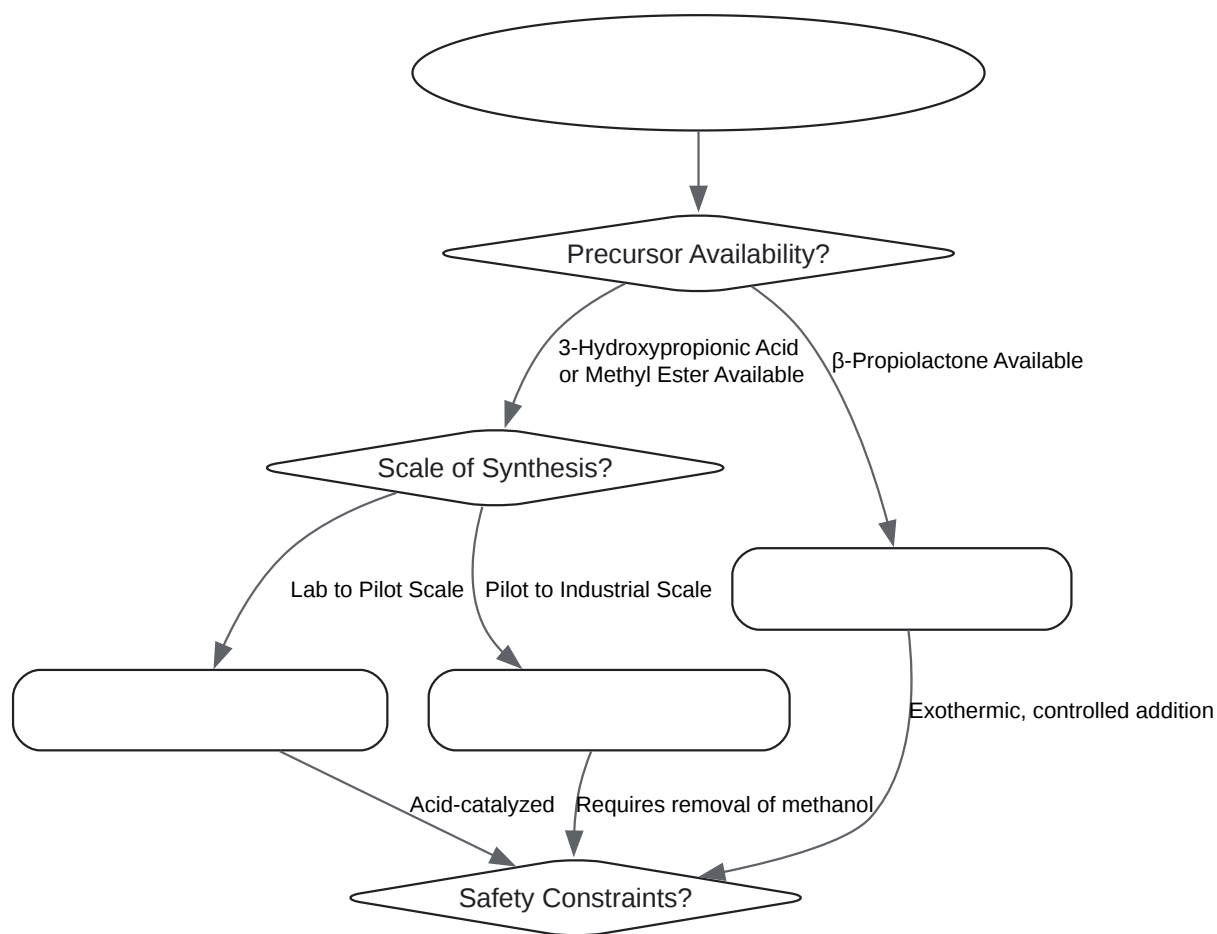 Precursor Availability?
3-Hydroxypropionic Acid
or Methyl Ester Available
β-Propiolactone Available
Scale of Synthesis?
Lab to Pilot Scale
Pilot to Industrial Scale
Exothermic, controlled addition
Acid-catalyzed
Requires removal of methanol
Safety Constraints?